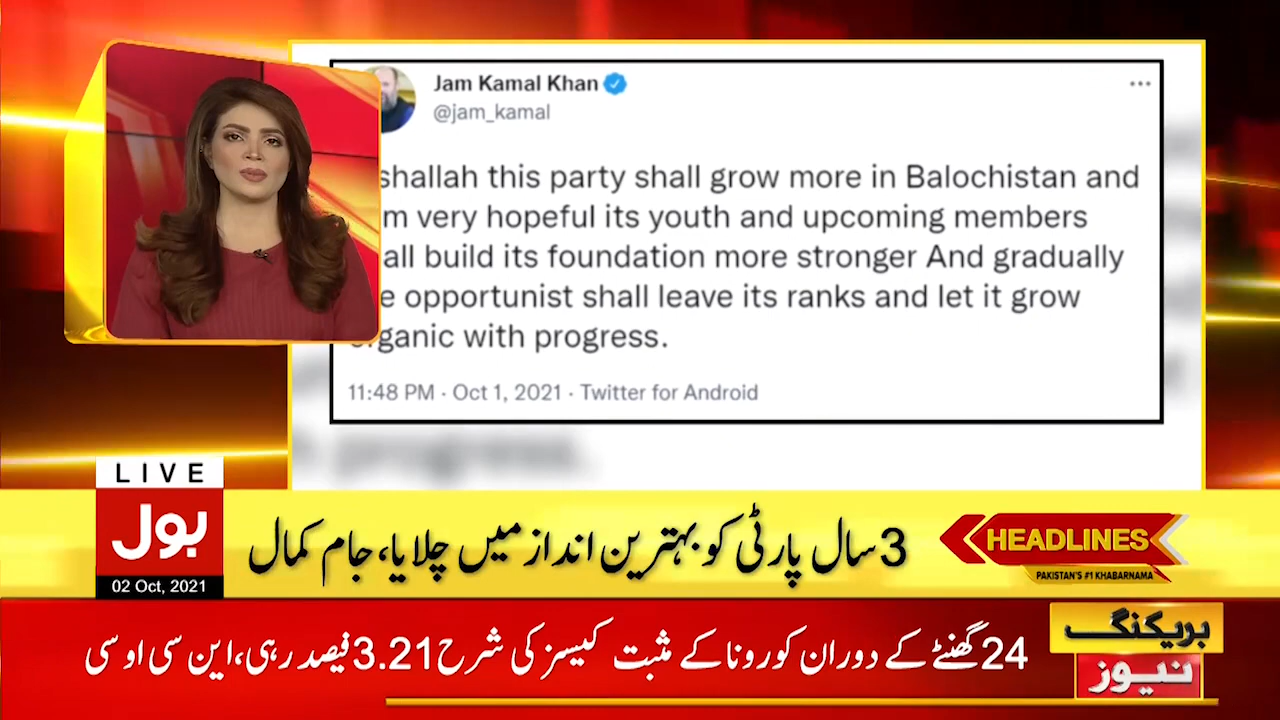 Jam Kamal Khan
@jam_kamal
this party shall grow more in Balochistan and
very hopeful its youth and upcoming members
build its foundation more stronger And gradually
opportunist shall leave its ranks and let it grow
with progress.
11:48 PM · Oct 1, 2021 · Twitter for Android
LIVE
بول
02 Oct, 2021
3 سال پارٹی کو بہترین انداز میں چلایا، جام کمال
HEADLINES
PAKISTAN'S #1 KHABARNAMA
24 گھنٹے کے دوران کورونا کے مثبت کیسز کی شرح 3.21 فیصد رہی، این سی او سی
بریکنگ
نیوز